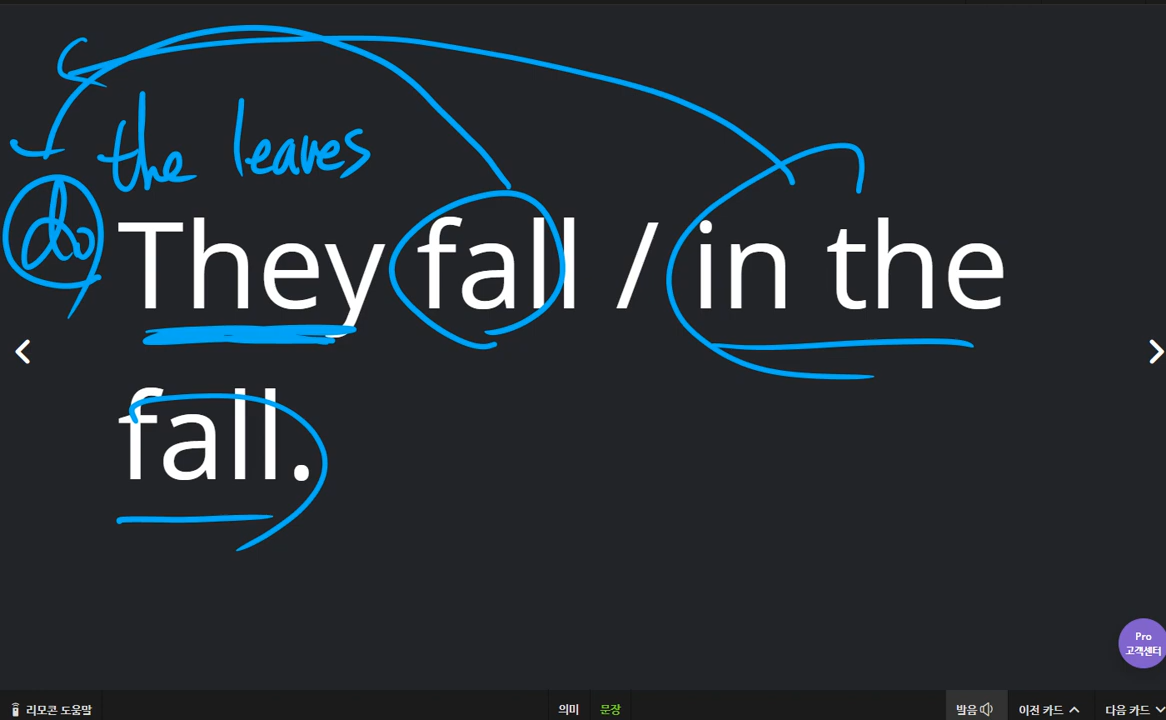 the leaves
do They fall / in the
fall.
Pro
고객센터
리모콘 도움말 의미 문장 발음 이전 카드 다음 카드